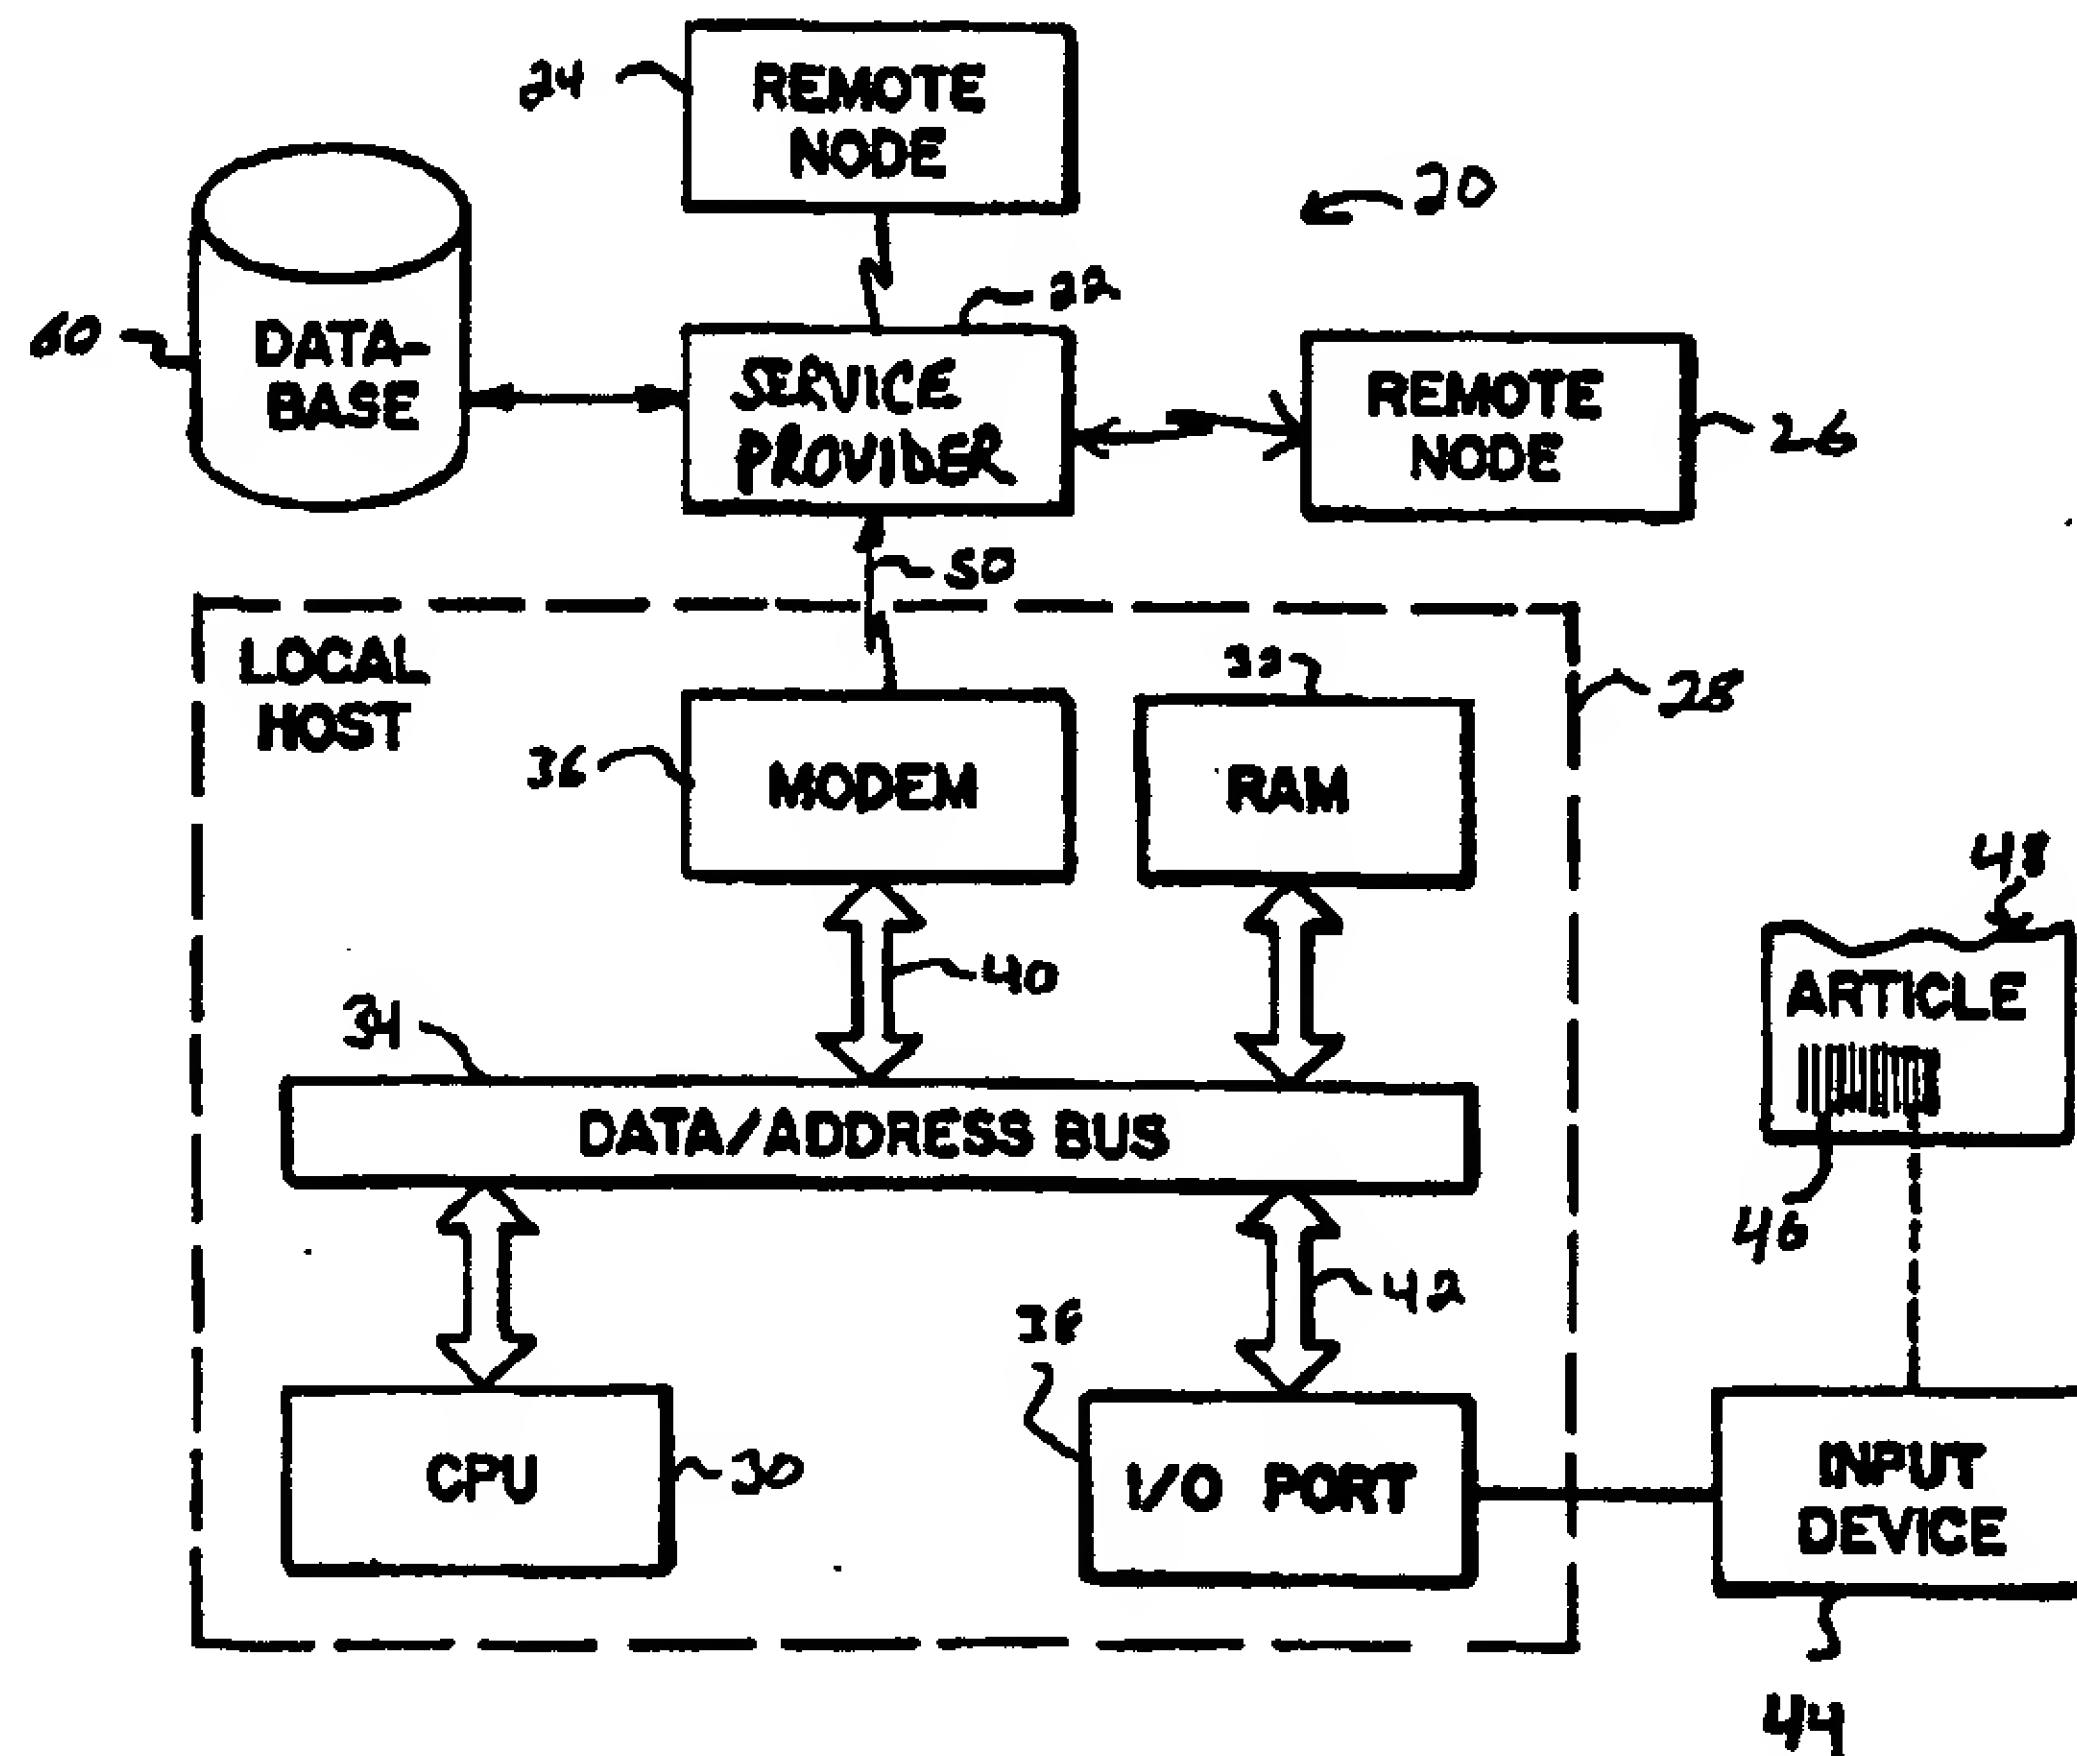 24
REMOTE
NODE
20
60
DATA-
BASE
22
SERVICE
PROVIDER
REMOTE
NODE
26
50
LOCAL
HOST
32
28
36
MODEM
RAM
48
ARTICLE
40
34
DATA/ADDRESS BUS
46
42
38
CPU
30
I/O PORT
INPUT
DEVICE
44